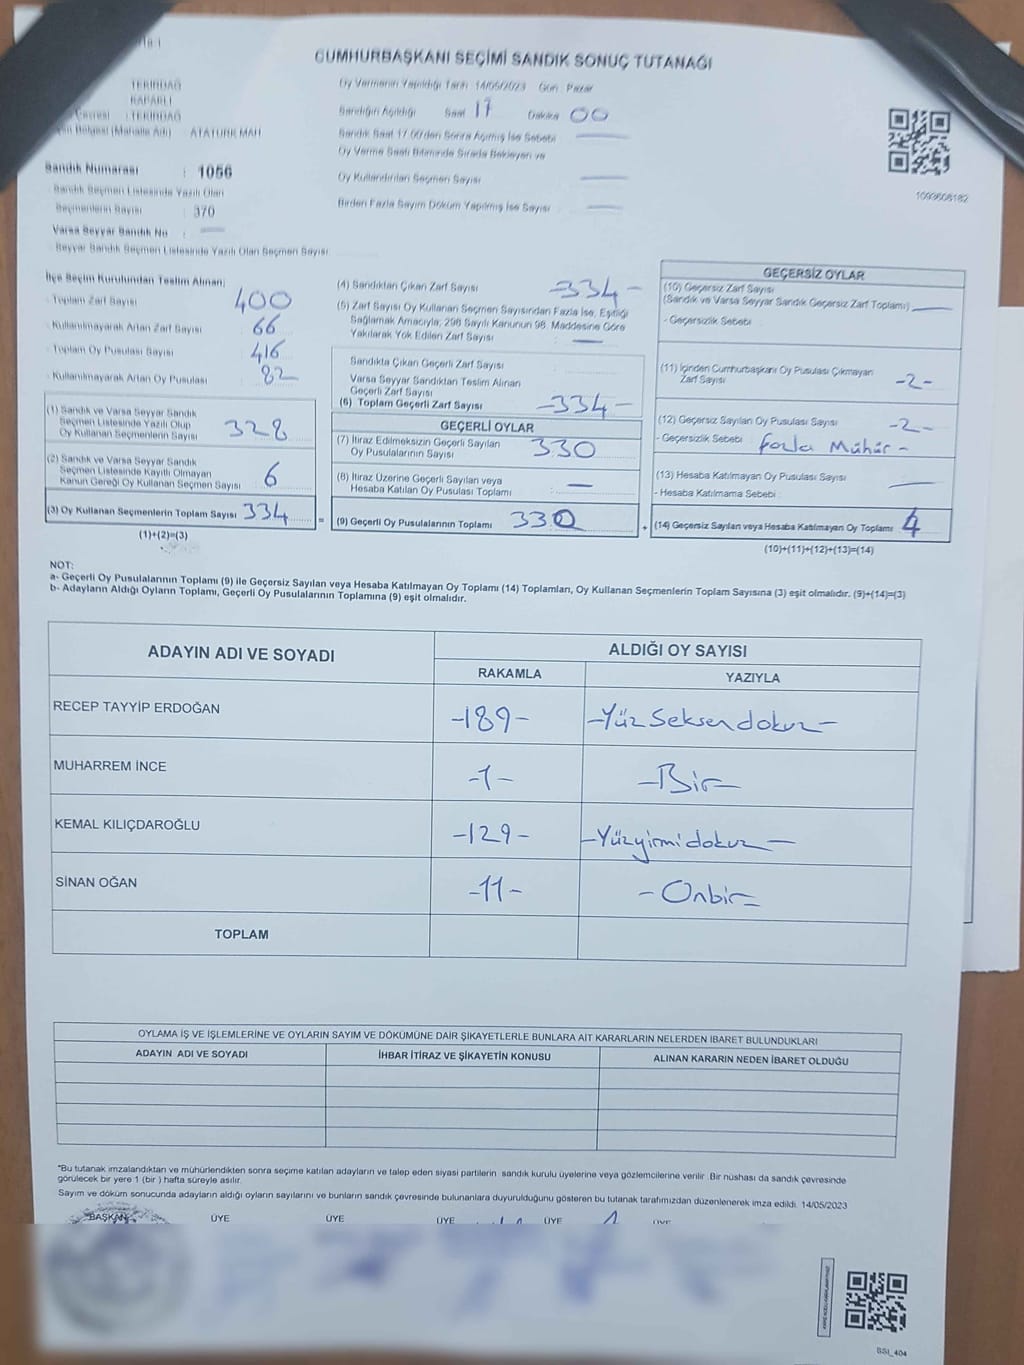 CUMHURBAŞKANI SEÇİMİ SANDIK SONUÇ TUTANAĞI
TEKİRDAĞ
KAPAKLI
Çevresi : TEKİRDAĞ
Bölgesi (Mahalle Adı) : ATATÜRK MAH.
Sandık Numarası : 1056
Sandık Seçmen Listesinde Yazılı Olan
Seçmenlerin Sayısı : 370
Varsa Seyyar Sandık No : —
Seyyar Sandık Seçmen Listesinde Yazılı Olan Seçmen Sayısı
Oy Vermenin Yapıldığı Tarih 14/05/2023 Gün : Pazar
Sandığın Açıldığı Saat 17 Dakika 00
Sandık Saat 17.00'den Sonra Açılmış İse Sebebi —
Oy Verme Saati Bitiminde Sırada Bekleyen ve
Oy Kullandırılan Seçmen Sayısı —
Birden Fazla Sayım Döküm Yapılmış İse Sayısı —
1093608182
İlçe Seçim Kurulundan Teslim Alınan;
- Toplam Zarf Sayısı 400
- Kullanılmayarak Artan Zarf Sayısı 66
- Toplam Oy Pusulası Sayısı 416
- Kullanılmayarak Artan Oy Pusulası 82
(1) Sandık ve Varsa Seyyar Sandık
Seçmen Listesinde Yazılı Olup
Oy Kullanan Seçmenlerin Sayısı 328
(2) Sandık ve Varsa Seyyar Sandık
Seçmen Listesinde Kayıtlı Olmayan
Kanun Gereği Oy Kullanan Seçmen Sayısı 6
(3) Oy Kullanan Seçmenlerin Toplam Sayısı 334
(1)+(2)=(3)
(4) Sandıktan Çıkan Zarf Sayısı -334-
(5) Zarf Sayısı Oy Kullanan Seçmen Sayısından Fazla İse, Eşitliği
Sağlamak Amacıyla, 298 Sayılı Kanunun 98. Maddesine Göre
Yakılarak Yok Edilen Zarf Sayısı —
Sandıkta Çıkan Geçerli Zarf Sayısı
Varsa Seyyar Sandıktan Teslim Alınan
Geçerli Zarf Sayısı
(6) Toplam Geçerli Zarf Sayısı -334-
GEÇERLİ OYLAR
(7) İtiraz Edilmeksizin Geçerli Sayılan
Oy Pusulalarının Sayısı 330
(8) İtiraz Üzerine Geçerli Sayılan veya
Hesaba Katılan Oy Pusulası Toplamı —
= (9) Geçerli Oy Pusulalarının Toplamı 330
GEÇERSİZ OYLAR
(10) Geçersiz Zarf Sayısı
(Sandık ve Varsa Seyyar Sandık Geçersiz Zarf Toplamı) —
- Geçersizlik Sebebi
(11) İçinden Cumhurbaşkanı Oy Pusulası Çıkmayan
Zarf Sayısı -2-
(12) Geçersiz Sayılan Oy Pusulası Sayısı -2-
- Geçersizlik Sebebi fazla Mühür -
(13) Hesaba Katılmayan Oy Pusulası Sayısı —
- Hesaba Katılmama Sebebi
+ (14) Geçersiz Sayılan veya Hesaba Katılmayan Oy Toplamı 4
(10)+(11)+(12)+(13)=(14)
NOT:
a- Geçerli Oy Pusulalarının Toplamı (9) ile Geçersiz Sayılan veya Hesaba Katılmayan Oy Toplamı (14) Toplamları, Oy Kullanan Seçmenlerin Toplam Sayısına (3) eşit olmalıdır. (9)+(14)=(3)
b- Adayların Aldığı Oyların Toplamı, Geçerli Oy Pusulalarının Toplamına (9) eşit olmalıdır.
ADAYIN ADI VE SOYADI ALDIĞI OY SAYISI
RAKAMLA YAZIYLA
RECEP TAYYİP ERDOĞAN -189- -Yüz Seksen dokuz-
MUHARREM İNCE -1- -Bir-
KEMAL KILIÇDAROĞLU -129- -Yüzyirmidokuz-
SİNAN OĞAN -11- -Onbir-
TOPLAM
OYLAMA İŞ VE İŞLEMLERİNE VE OYLARIN SAYIM VE DÖKÜMÜNE DAİR ŞİKAYETLERLE BUNLARA AİT KARARLARIN NELERDEN İBARET BULUNDUKLARI
ADAYIN ADI VE SOYADI İHBAR İTİRAZ VE ŞİKAYETİN KONUSU ALINAN KARARIN NEDEN İBARET OLDUĞU
*Bu tutanak imzalandıktan ve mühürlendikten sonra seçime katılan adayların ve talep eden siyasi partilerin sandık kurulu üyelerine veya gözlemcilerine verilir. Bir nüshası da sandık çevresinde
görülecek bir yere 1 (bir) hafta süreyle asılır.
Sayım ve döküm sonucunda adayların aldığı oyların sayılarını ve bunların sandık çevresinde bulunanlara duyurulduğunu gösteren bu tutanak tarafımızdan düzenlenerek imza edildi. 14/05/2023
BAŞKAN ÜYE ÜYE ÜYE ÜYE ÜYE
BSI_404